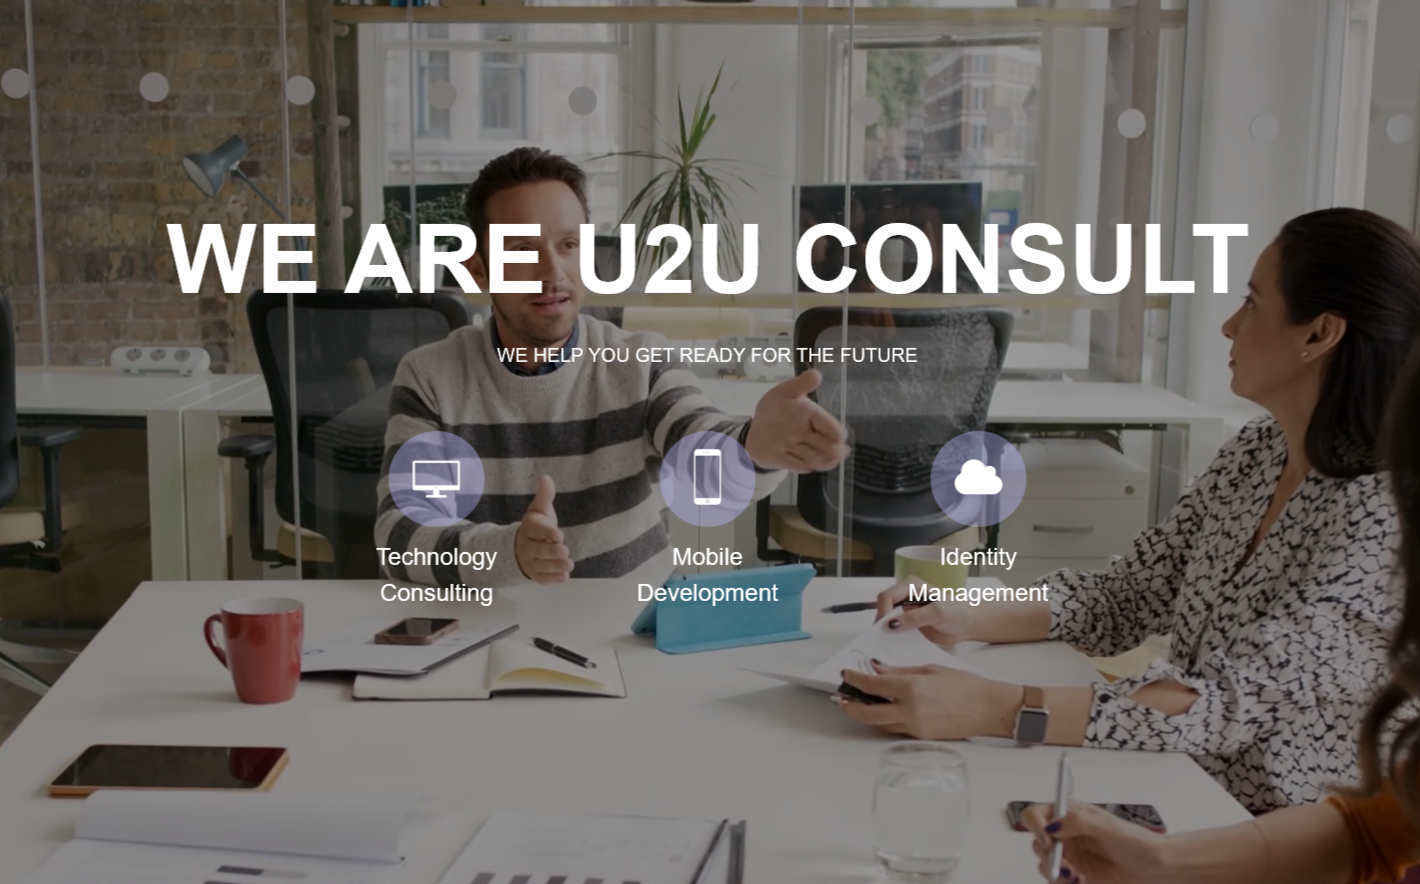 WE ARE U2U CONSULT
WE HELP YOU GET READY FOR THE FUTURE
Technology
Consulting
Mobile
Development
Identity
Management